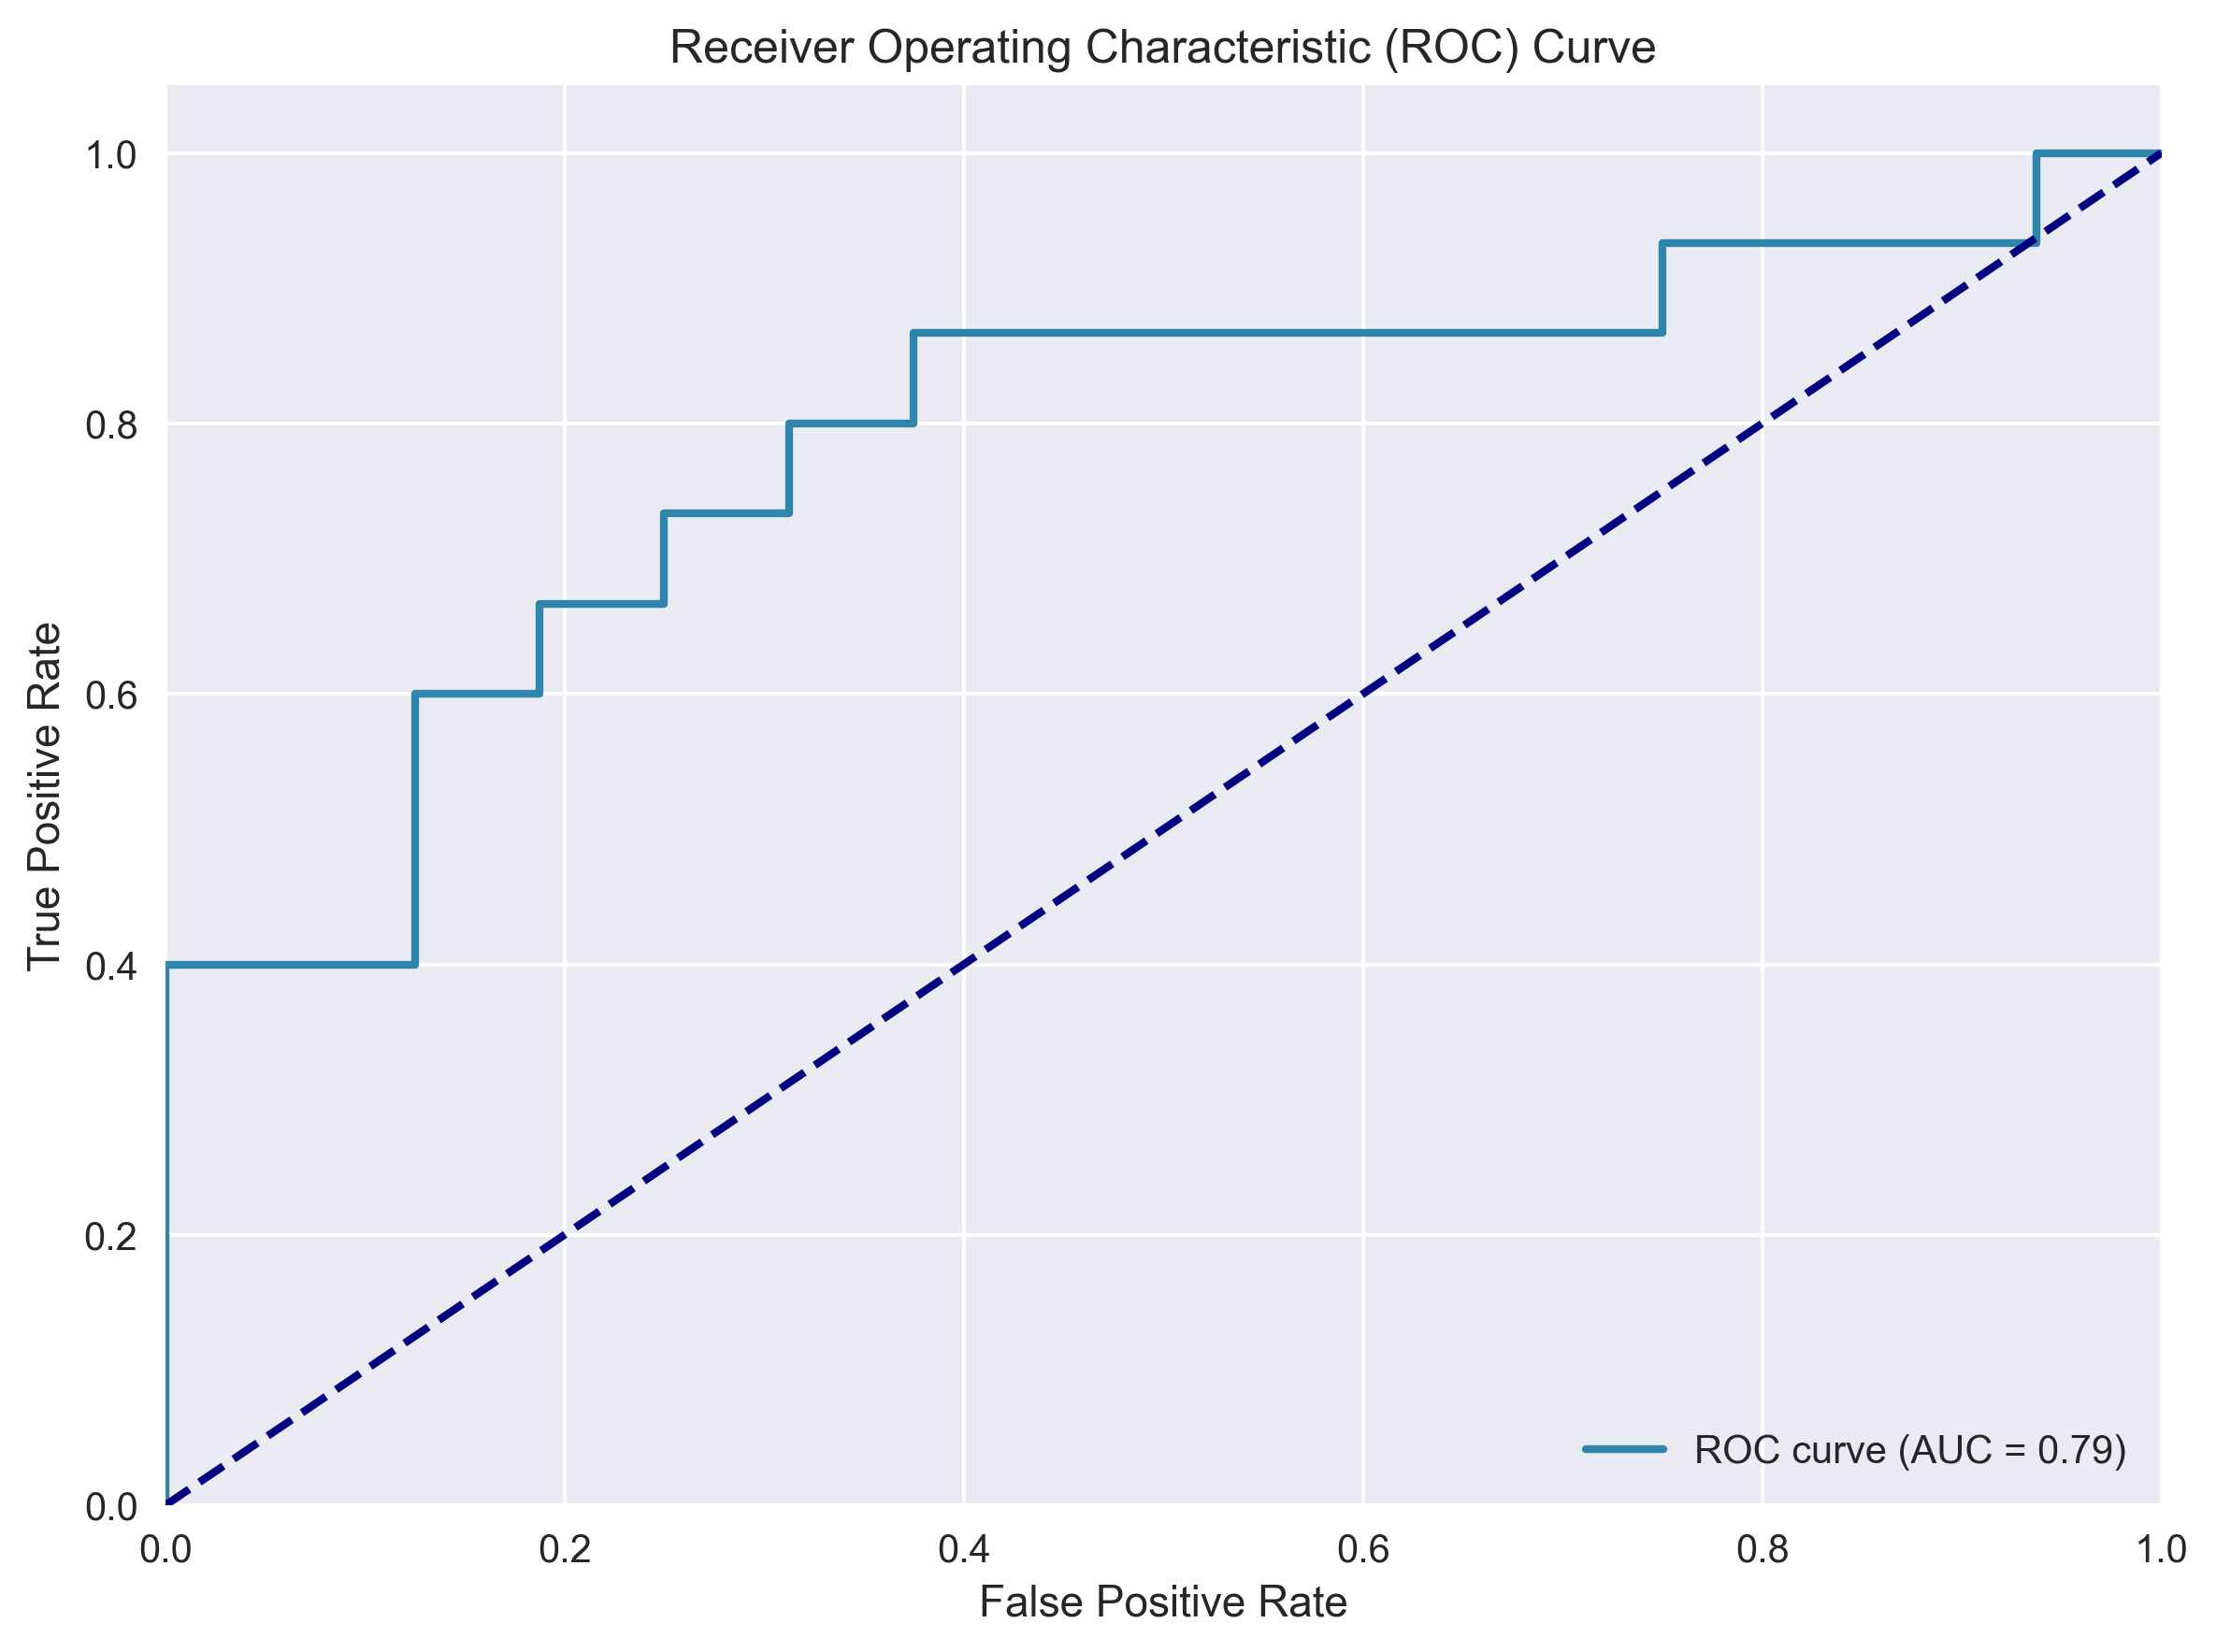 Receiver Operating Characteristic (ROC) Curve
1.0
0.8
0.6
0.4
0.2
0.0
True Positive Rate
ROC curve (AUC = 0.79)
0.0 0.2 0.4 0.6 0.8 1.0
False Positive Rate